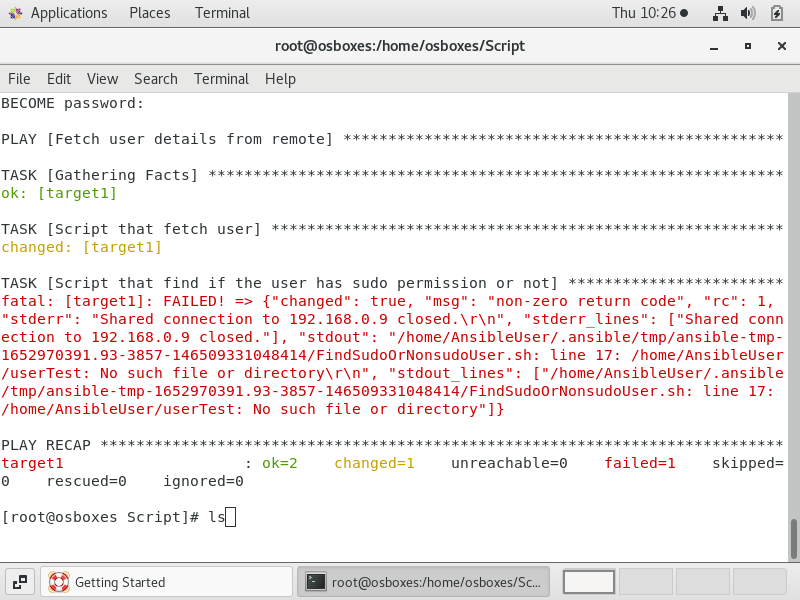 Applications Places Terminal Thu 10:26
root@osboxes:/home/osboxes/Script
File Edit View Search Terminal Help
BECOME password:
PLAY [Fetch user details from remote] *************************************************
TASK [Gathering Facts] ****************************************************************
ok: [target1]
TASK [Script that fetch user] *********************************************************
changed: [target1]
TASK [Script that find if the user has sudo permission or not] ************************
fatal: [target1]: FAILED! => {"changed": true, "msg": "non-zero return code", "rc": 1,
"stderr": "Shared connection to 192.168.0.9 closed.\r\n", "stderr_lines": ["Shared conn
ection to 192.168.0.9 closed."], "stdout": "/home/AnsibleUser/.ansible/tmp/ansible-tmp-
1652970391.93-3857-146509331048414/FindSudoOrNonsudoUser.sh: line 17: /home/AnsibleUser
/userTest: No such file or directory\r\n", "stdout_lines": ["/home/AnsibleUser/.ansible
/tmp/ansible-tmp-1652970391.93-3857-146509331048414/FindSudoOrNonsudoUser.sh: line 17:
/home/AnsibleUser/userTest: No such file or directory"]}
PLAY RECAP ****************************************************************************
target1 : ok=2 changed=1 unreachable=0 failed=1 skipped=
0 rescued=0 ignored=0
[root@osboxes Script]# ls
Getting Started root@osboxes:/home/osboxes/Sc...